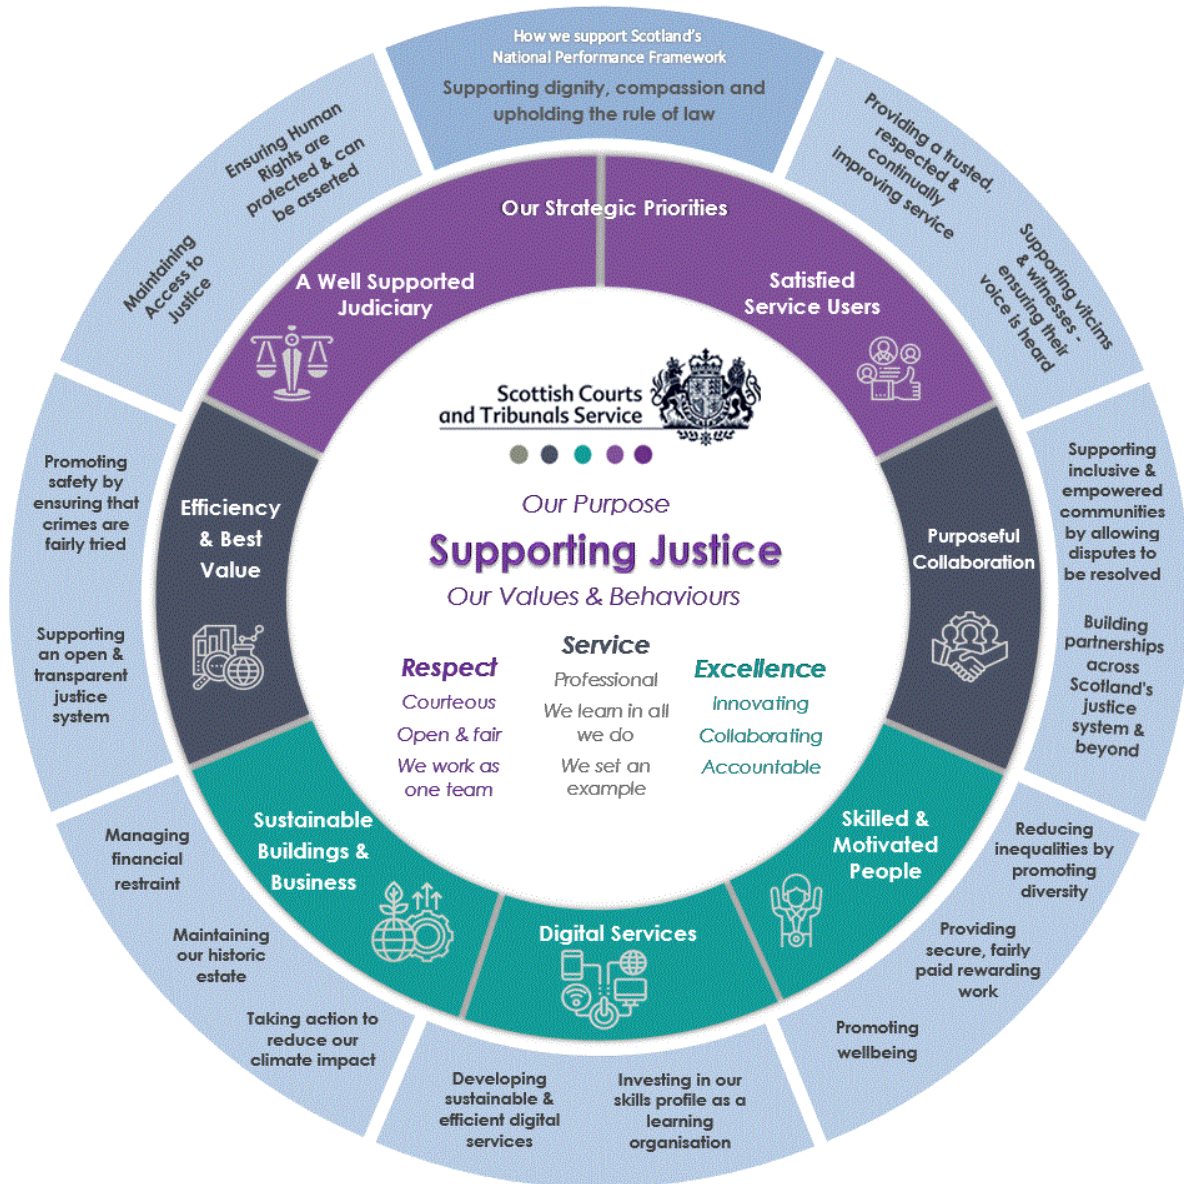 How we support Scotland's
National Performance Framework
Supporting dignity, compassion and
upholding the rule of law
Providing a trusted,
respected &
continually
improving service
Supporting vitcims
& witnesses -
ensuring their
voice is heard
Supporting
inclusive &
empowered
communities
by allowing
disputes to
be resolved
Building
partnerships
across
Scotland's
justice
system &
beyond
Reducing
inequalities by
promoting
diversity
Providing
secure, fairly
paid rewarding
work
Promoting
wellbeing
Investing in our
skills profile as a
learning
organisation
Developing
sustainable &
efficient digital
services
Taking action to
reduce our
climate impact
Maintaining
our historic
estate
Managing
financial
restraint
Supporting
an open &
transparent
justice
system
Promoting
safety by
ensuring that
crimes are
fairly tried
Maintaining
Access to
Justice
Ensuring Human
Rights are
protected & can
be asserted
Our Strategic Priorities
A Well Supported
Judiciary
Satisfied
Service Users
Purposeful
Collaboration
Skilled &
Motivated
People
Digital Services
Sustainable
Buildings &
Business
Efficiency
& Best
Value
Scottish Courts
and Tribunals Service
Our Purpose
Supporting Justice
Our Values & Behaviours
Respect
Courteous
Open & fair
We work as
one team
Service
Professional
We learn in all
we do
We set an
example
Excellence
Innovating
Collaborating
Accountable